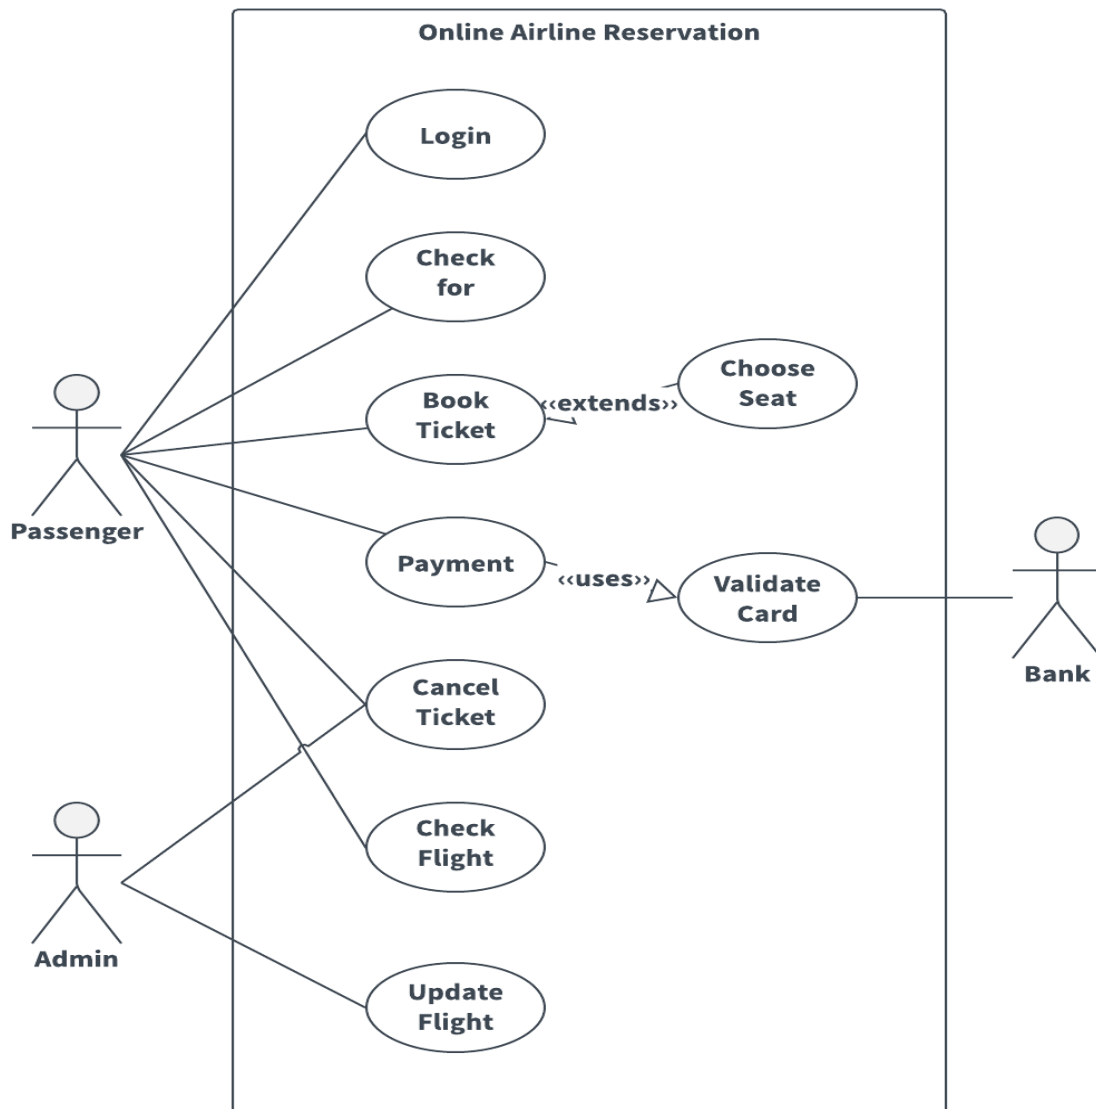 Online Airline Reservation
Login
Check
for
Book
Ticket
‹‹extends››
Choose
Seat
Passenger
Payment
‹‹uses››
Validate
Card
Bank
Cancel
Ticket
Check
Flight
Admin
Update
Flight